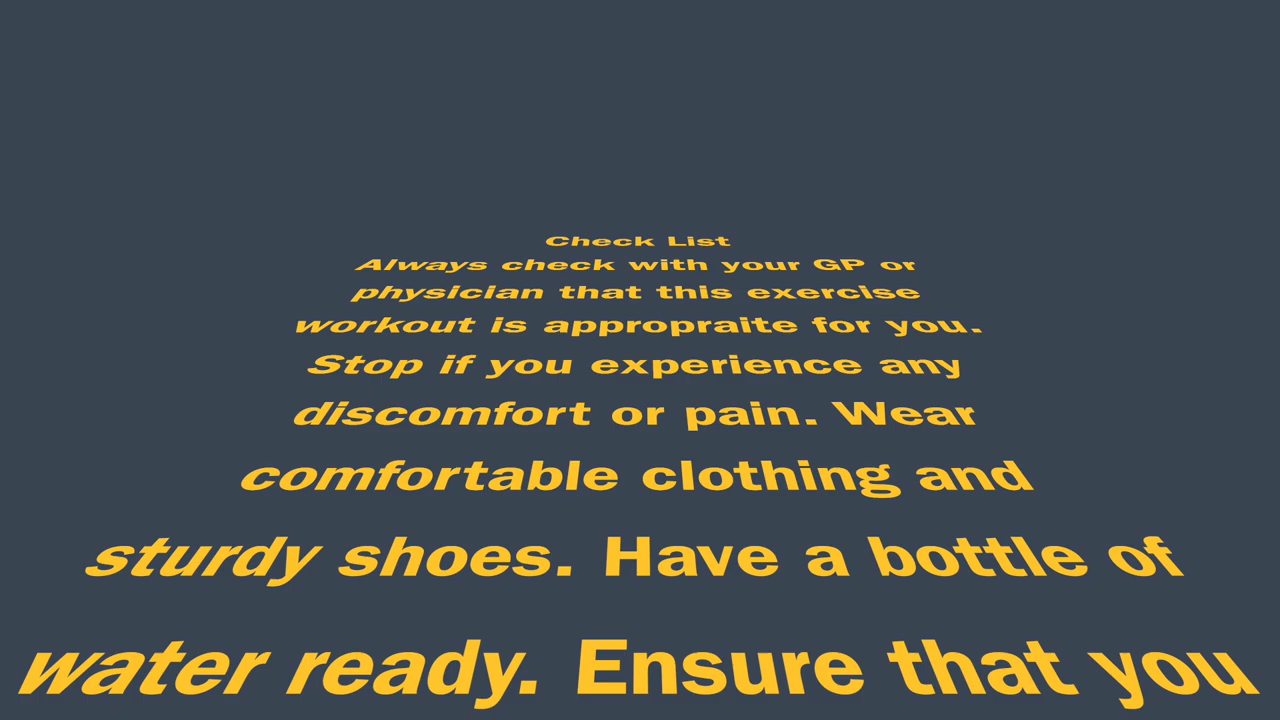 Check List
Always check with your GP or
physician that this exercise
workout is appropraite for you.
Stop if you experience any
discomfort or pain. Wear
comfortable clothing and
sturdy shoes. Have a bottle of
water ready. Ensure that you